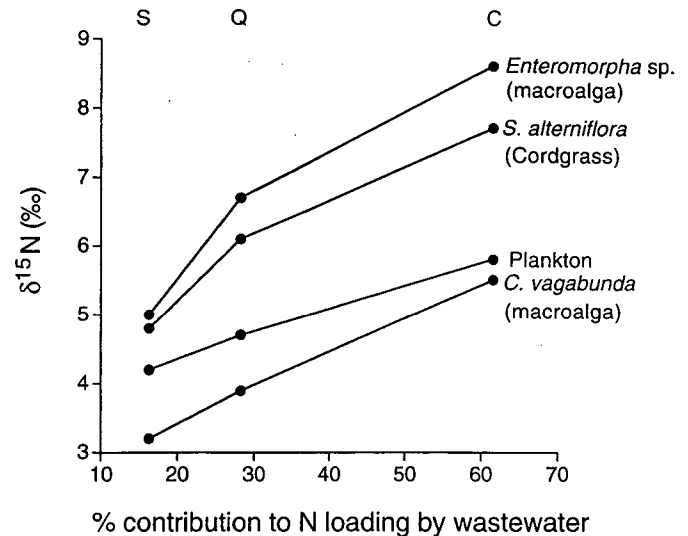 S Q C
9
8
7
6
5
4
3
δ¹⁵N (‰)
Enteromorpha sp.
(macroalga)
S. alterniflora
(Cordgrass)
Plankton
C. vagabunda
(macroalga)
10 20 30 40 50 60 70
% contribution to N loading by wastewater